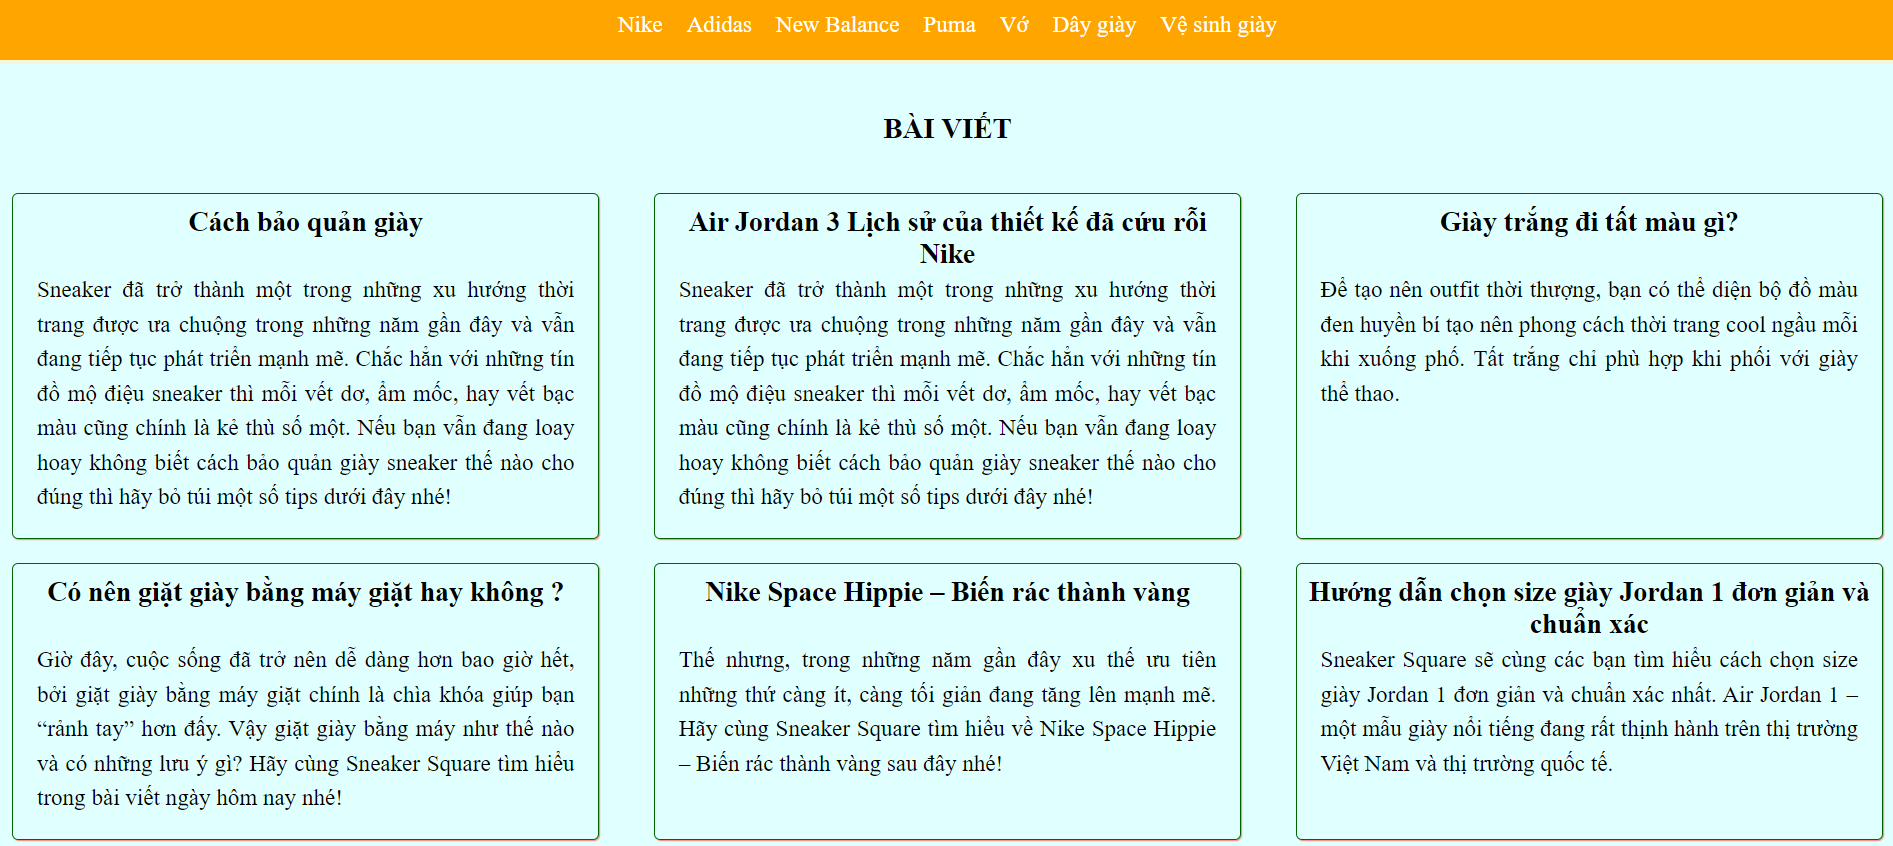 Nike Adidas New Balance Puma Vớ Dây giày Vệ sinh giày
BÀI VIẾT
Cách bảo quản giày
Sneaker đã trở thành một trong những xu hướng thời
trang được ưa chuộng trong những năm gần đây và vẫn
đang tiếp tục phát triển mạnh mẽ. Chắc hẳn với những tín
đồ mộ điệu sneaker thì mỗi vết dơ, ẩm mốc, hay vết bạc
màu cũng chính là kẻ thù số một. Nếu bạn vẫn đang loay
hoay không biết cách bảo quản giày sneaker thế nào cho
đúng thì hãy bỏ túi một số tips dưới đây nhé!
Air Jordan 3 Lịch sử của thiết kế đã cứu rỗi
Nike
Sneaker đã trở thành một trong những xu hướng thời
trang được ưa chuộng trong những năm gần đây và vẫn
đang tiếp tục phát triển mạnh mẽ. Chắc hẳn với những tín
đồ mộ điệu sneaker thì mỗi vết dơ, ẩm mốc, hay vết bạc
màu cũng chính là kẻ thù số một. Nếu bạn vẫn đang loay
hoay không biết cách bảo quản giày sneaker thế nào cho
đúng thì hãy bỏ túi một số tips dưới đây nhé!
Giày trắng đi tất màu gì?
Để tạo nên outfit thời thượng, bạn có thể diện bộ đồ màu
đen huyền bí tạo nên phong cách thời trang cool ngầu mỗi
khi xuống phố. Tất trắng chỉ phù hợp khi phối với giày
thể thao.
Có nên giặt giày bằng máy giặt hay không ?
Giờ đây, cuộc sống đã trở nên dễ dàng hơn bao giờ hết,
bởi giặt giày bằng máy giặt chính là chìa khóa giúp bạn
“rảnh tay” hơn đấy. Vậy giặt giày bằng máy như thế nào
và có những lưu ý gì? Hãy cùng Sneaker Square tìm hiểu
trong bài viết ngày hôm nay nhé!
Nike Space Hippie – Biến rác thành vàng
Thế nhưng, trong những năm gần đây xu thế ưu tiên
những thứ càng ít, càng tối giản đang tăng lên mạnh mẽ.
Hãy cùng Sneaker Square tìm hiểu về Nike Space Hippie
– Biến rác thành vàng sau đây nhé!
Hướng dẫn chọn size giày Jordan 1 đơn giản và
chuẩn xác
Sneaker Square sẽ cùng các bạn tìm hiểu cách chọn size
giày Jordan 1 đơn giản và chuẩn xác nhất. Air Jordan 1 –
một mẫu giày nổi tiếng đang rất thịnh hành trên thị trường
Việt Nam và thị trường quốc tế.